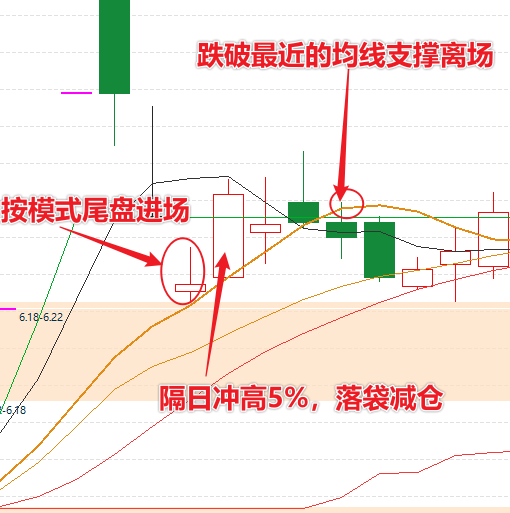 跌破最近的均线支撑离场
按模式尾盘进场
6.18-6.22
2-6.18
隔日冲高5%，落袋减仓